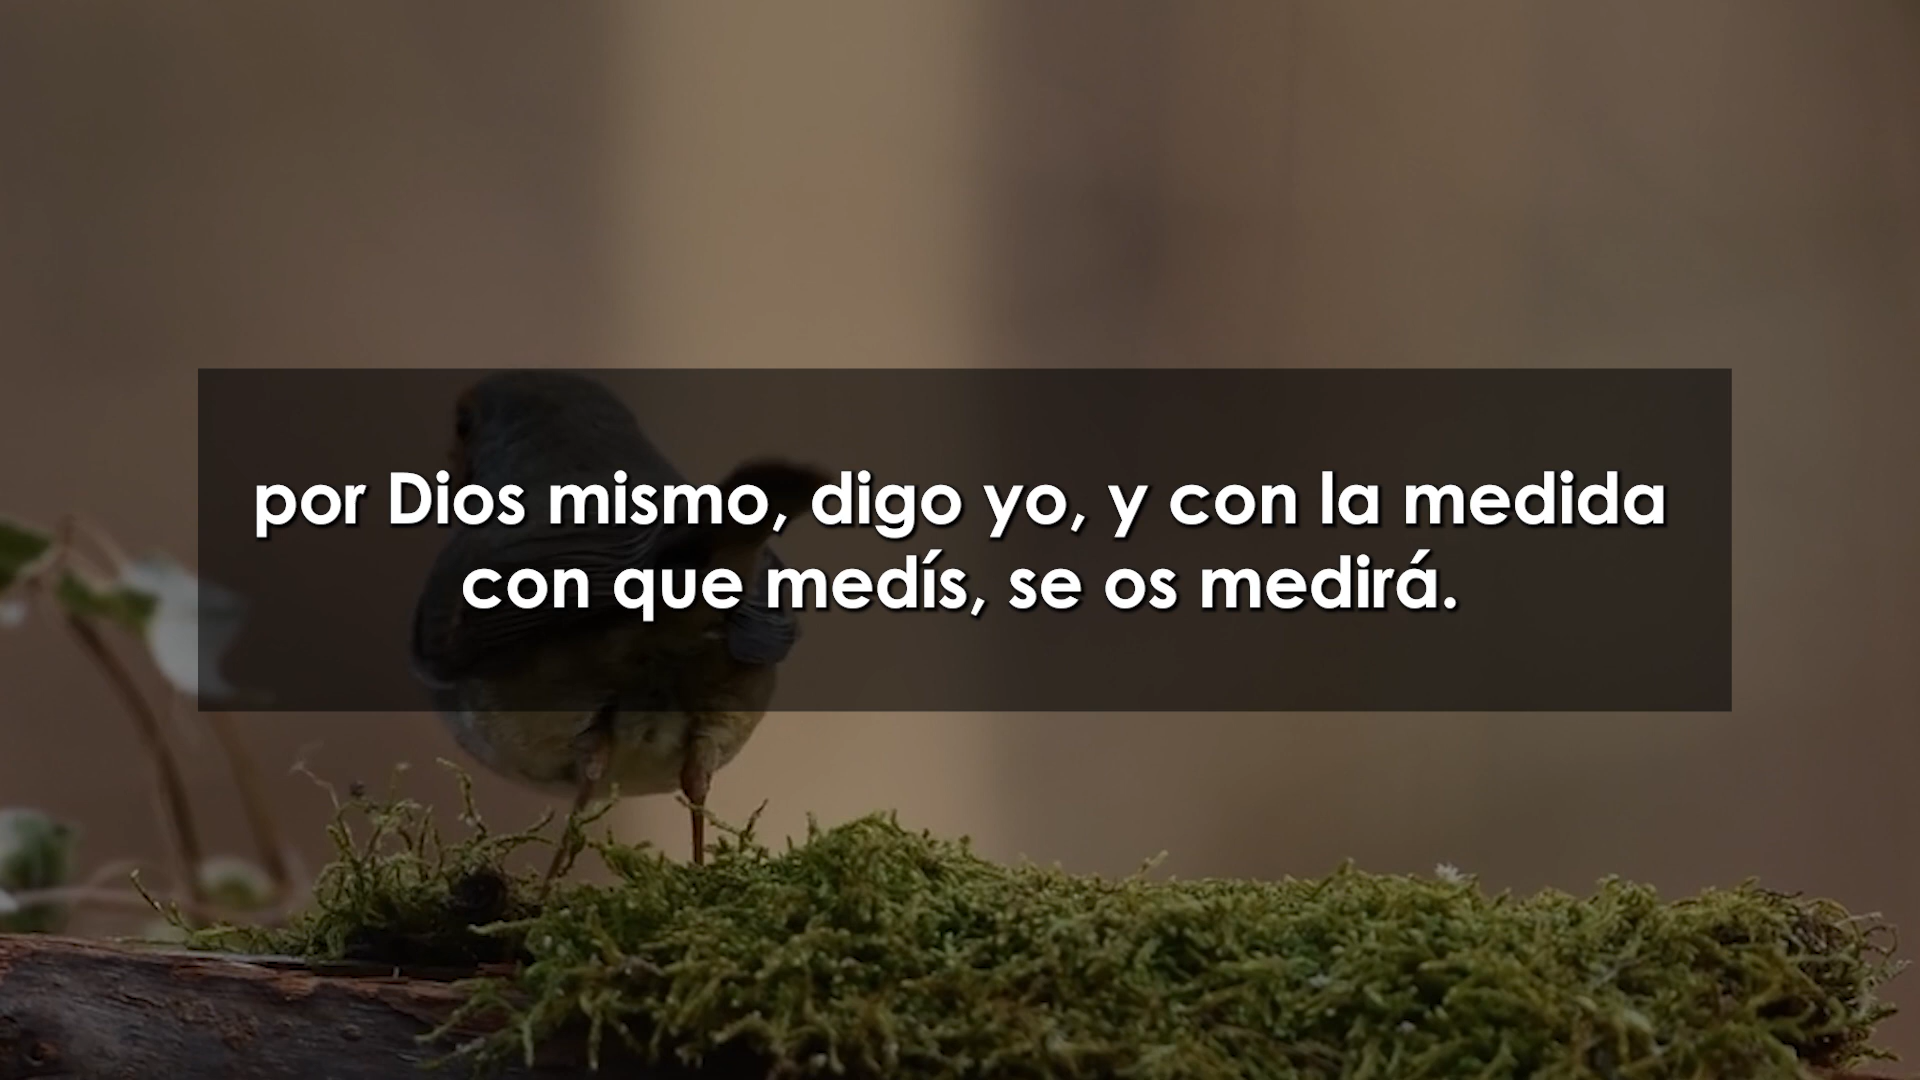 por Dios mismo, digo yo, y con la medida
con que medís, se os medirá.